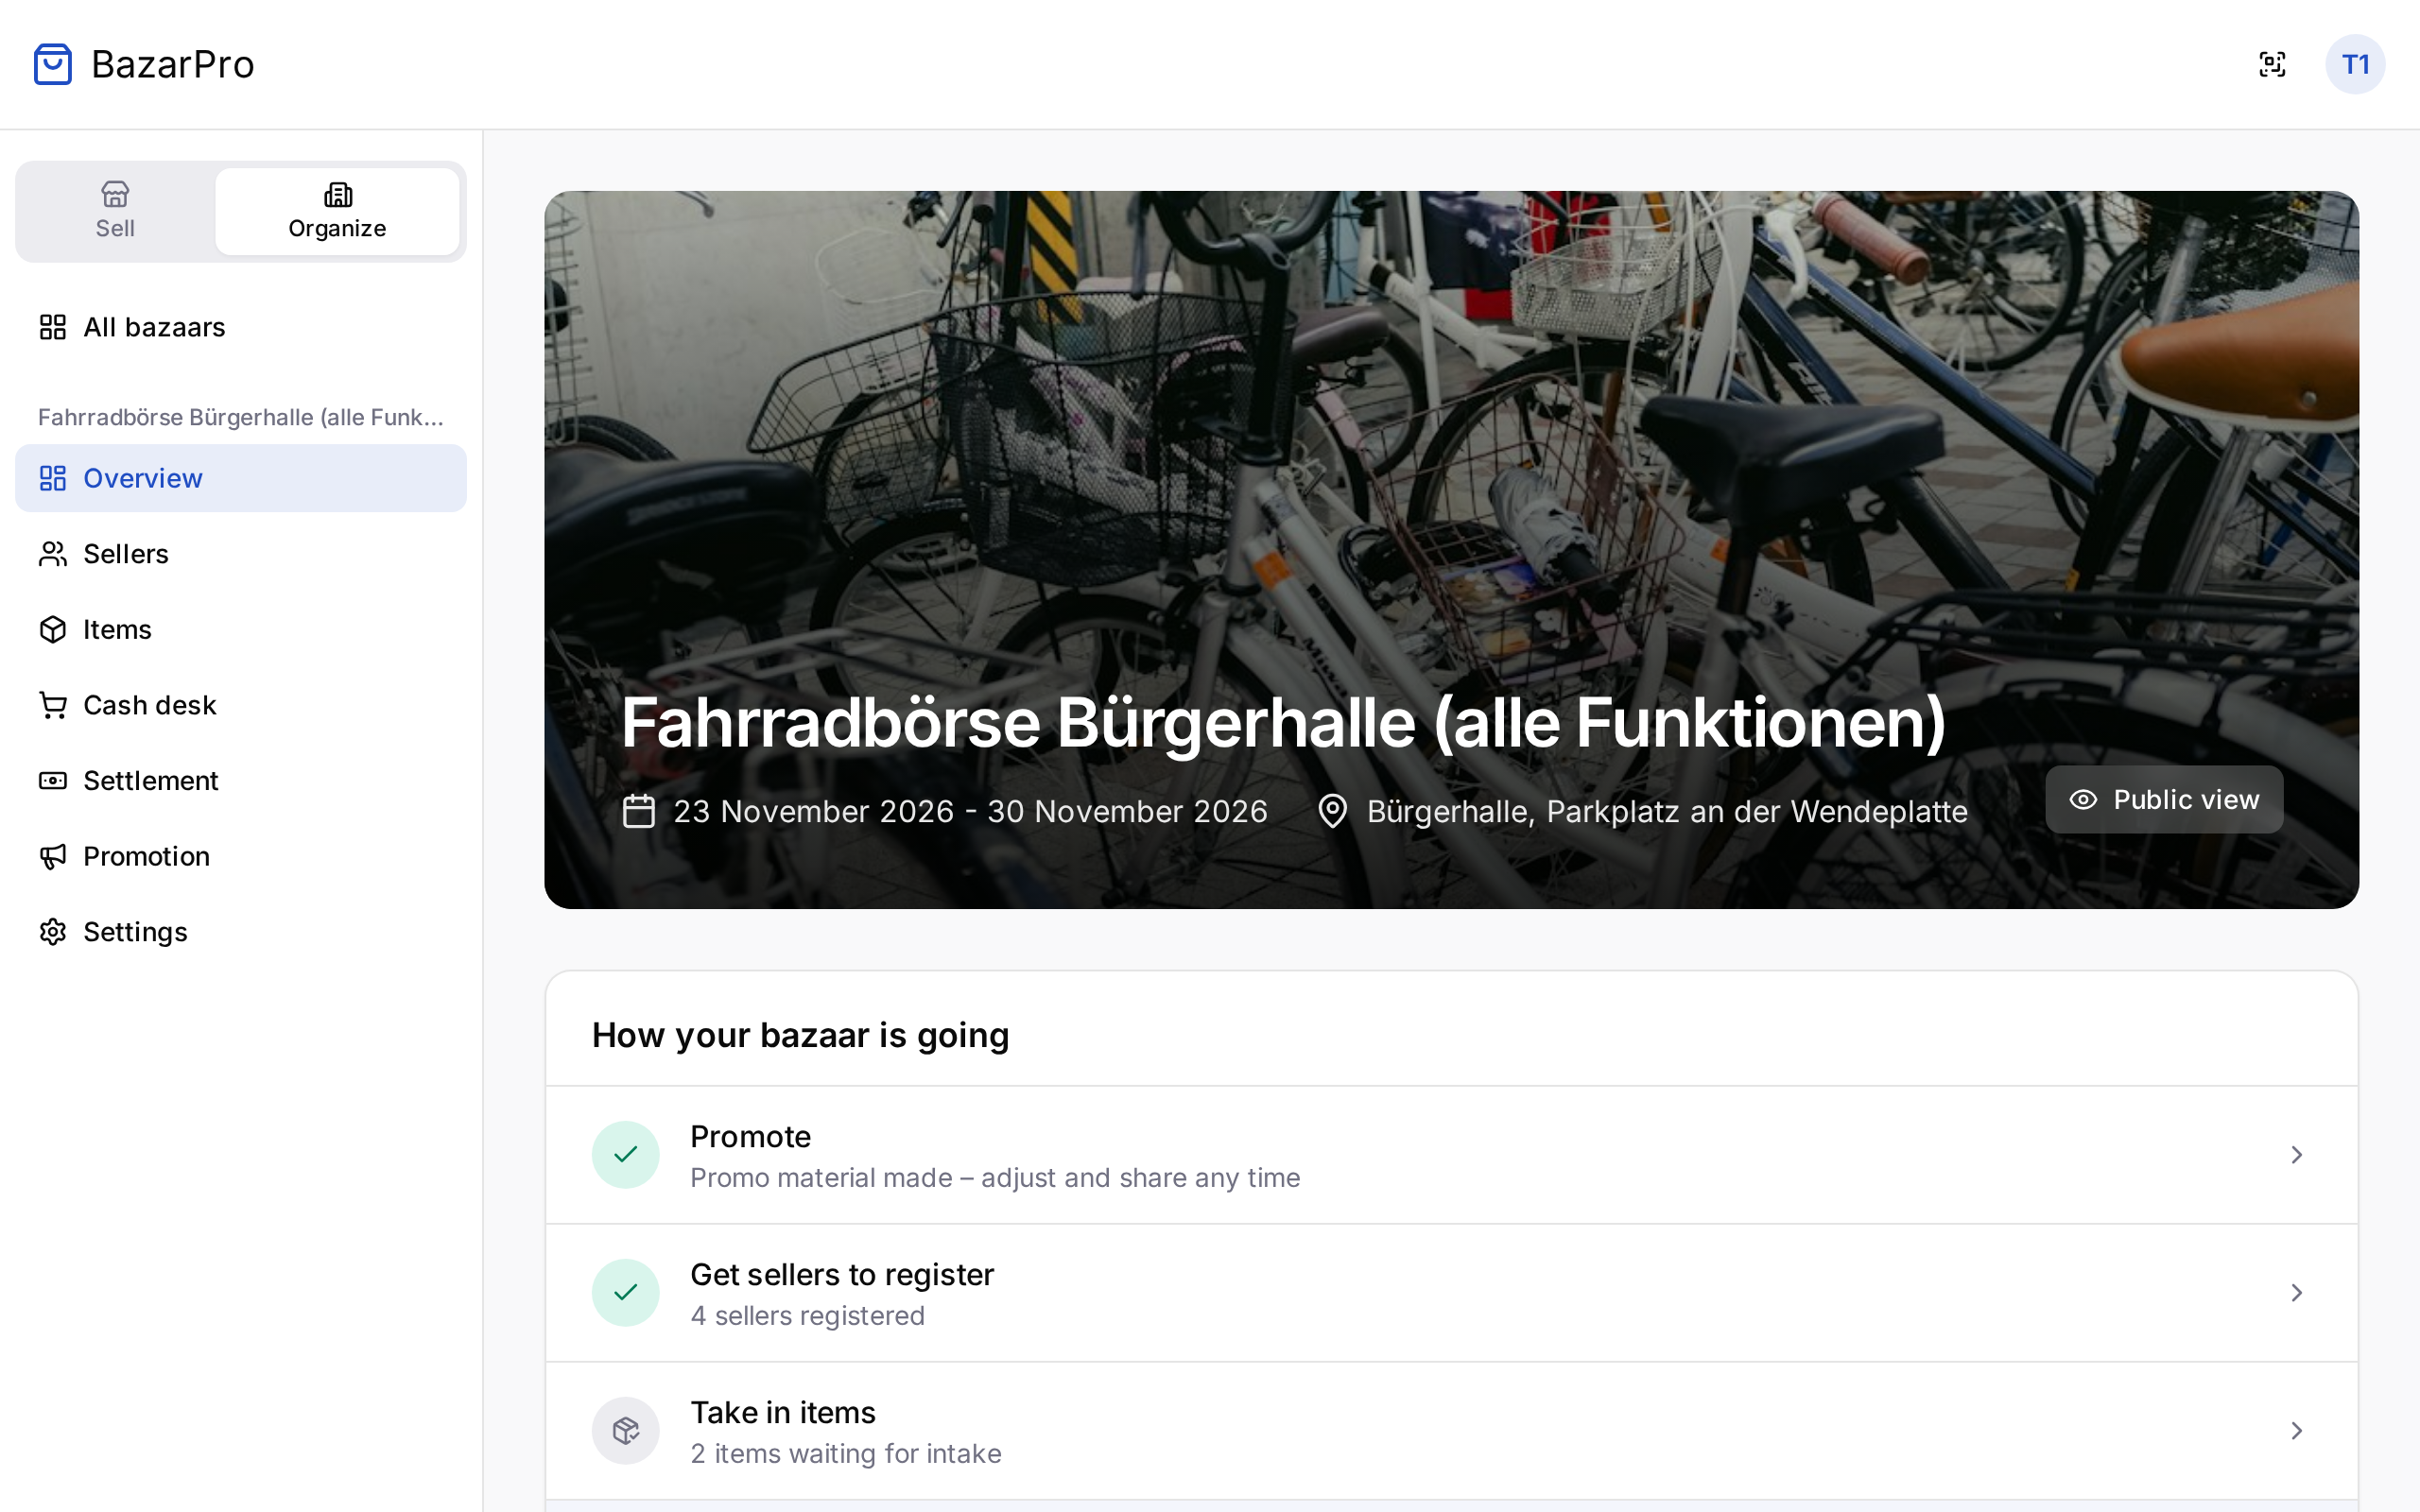 BazarPro
T1
Sell
Organize
All bazaars
Fahrradbörse Bürgerhalle (alle Funk...
Overview
Sellers
Items
Cash desk
Settlement
Promotion
Settings
Fahrradbörse Bürgerhalle (alle Funktionen)
23 November 2026 - 30 November 2026
Bürgerhalle, Parkplatz an der Wendeplatte
Public view
How your bazaar is going
Promote
Promo material made – adjust and share any time
Get sellers to register
4 sellers registered
Take in items
2 items waiting for intake